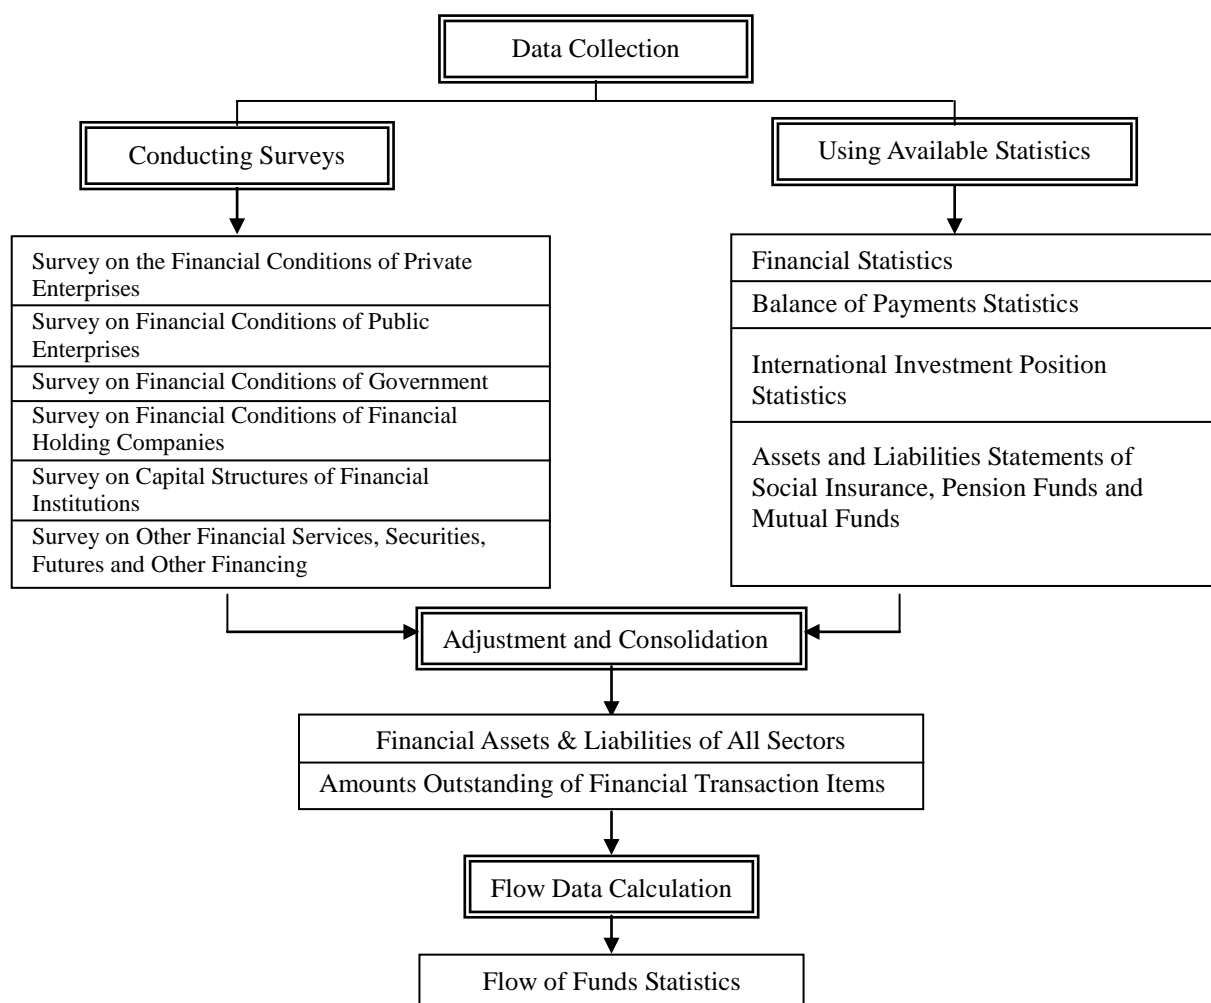 Data Collection
Conducting Surveys
Using Available Statistics
Survey on the Financial Conditions of Private
Enterprises
Survey on Financial Conditions of Public
Enterprises
Survey on Financial Conditions of Government
Survey on Financial Conditions of Financial
Holding Companies
Survey on Capital Structures of Financial
Institutions
Survey on Other Financial Services, Securities,
Futures and Other Financing
Financial Statistics
Balance of Payments Statistics
International Investment Position
Statistics
Assets and Liabilities Statements of
Social Insurance, Pension Funds and
Mutual Funds
Adjustment and Consolidation
Financial Assets & Liabilities of All Sectors
Amounts Outstanding of Financial Transaction Items
Flow Data Calculation
Flow of Funds Statistics